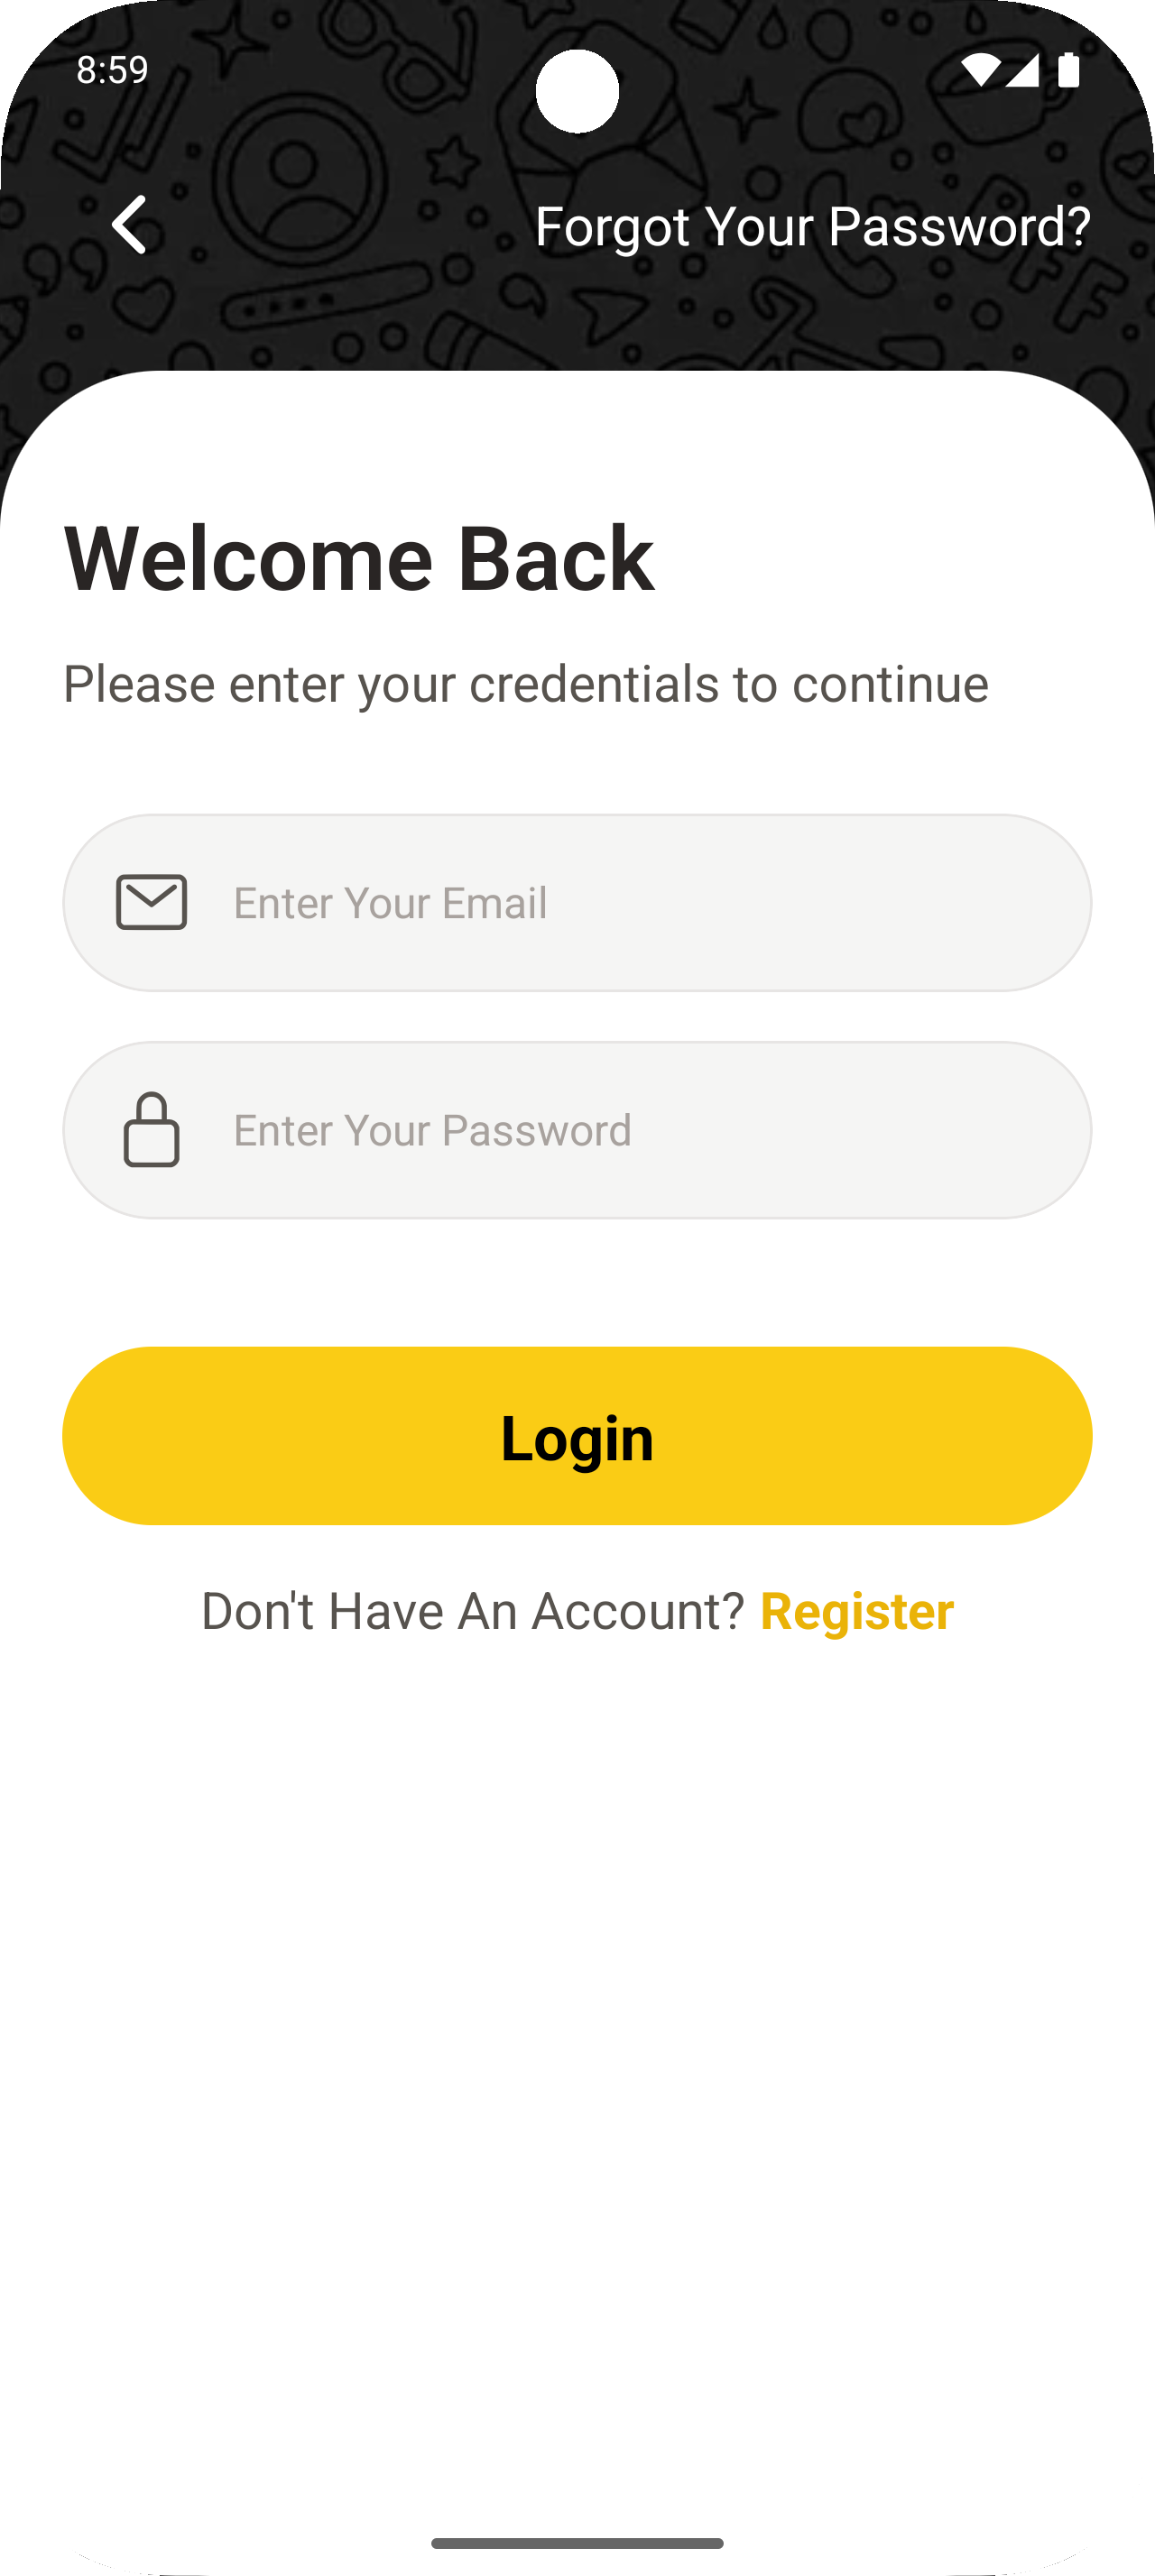 8:59
Forgot Your Password?
Welcome Back
Please enter your credentials to continue
Enter Your Email
Enter Your Password
Login
Don't Have An Account? Register